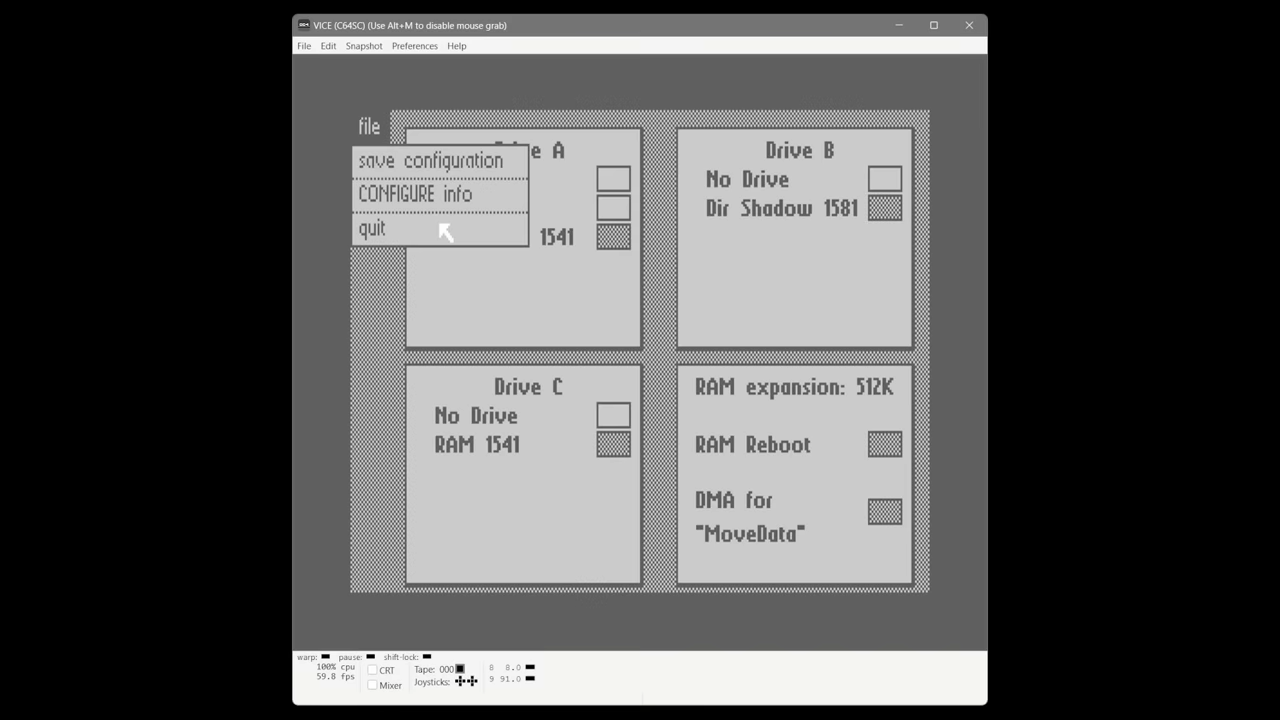 VICE (C64SC) (Use Alt+M to disable mouse grab)
File Edit Snapshot Preferences Help
file
save configuration
CONFIGURE info
quit
e A
1541
Drive B
No Drive
Dir Shadow 1581
Drive C
No Drive
RAM 1541
RAM expansion: 512K
RAM Reboot
DMA for
"MoveData"
warp: pause: shift-lock:
100% cpu
59.8 fps
CRT
Mixer
Tape: 000
Joysticks:
8 8.0
9 91.0